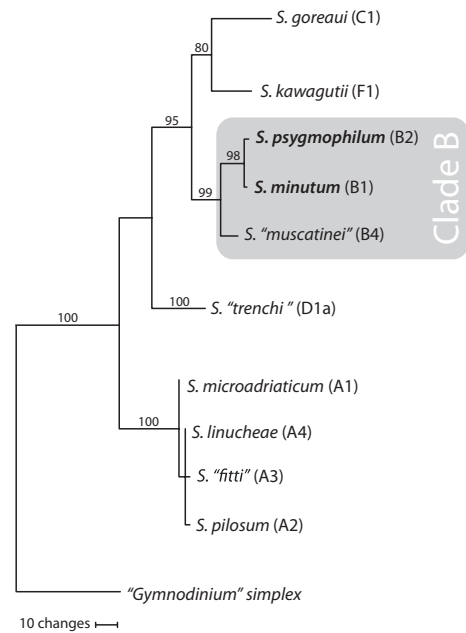 S. goreaui (C1)
80
S. kawagutii (F1)
95
S. psygmophilum (B2)
98
S. minutum (B1)
99
S. “muscatinei” (B4)
Clade B
S. “trenchi ” (D1a)
100
100
S. microadriaticum (A1)
S. linucheae (A4)
100
S. “fitti” (A3)
S. pilosum (A2)
“Gymnodinium” simplex
10 changes